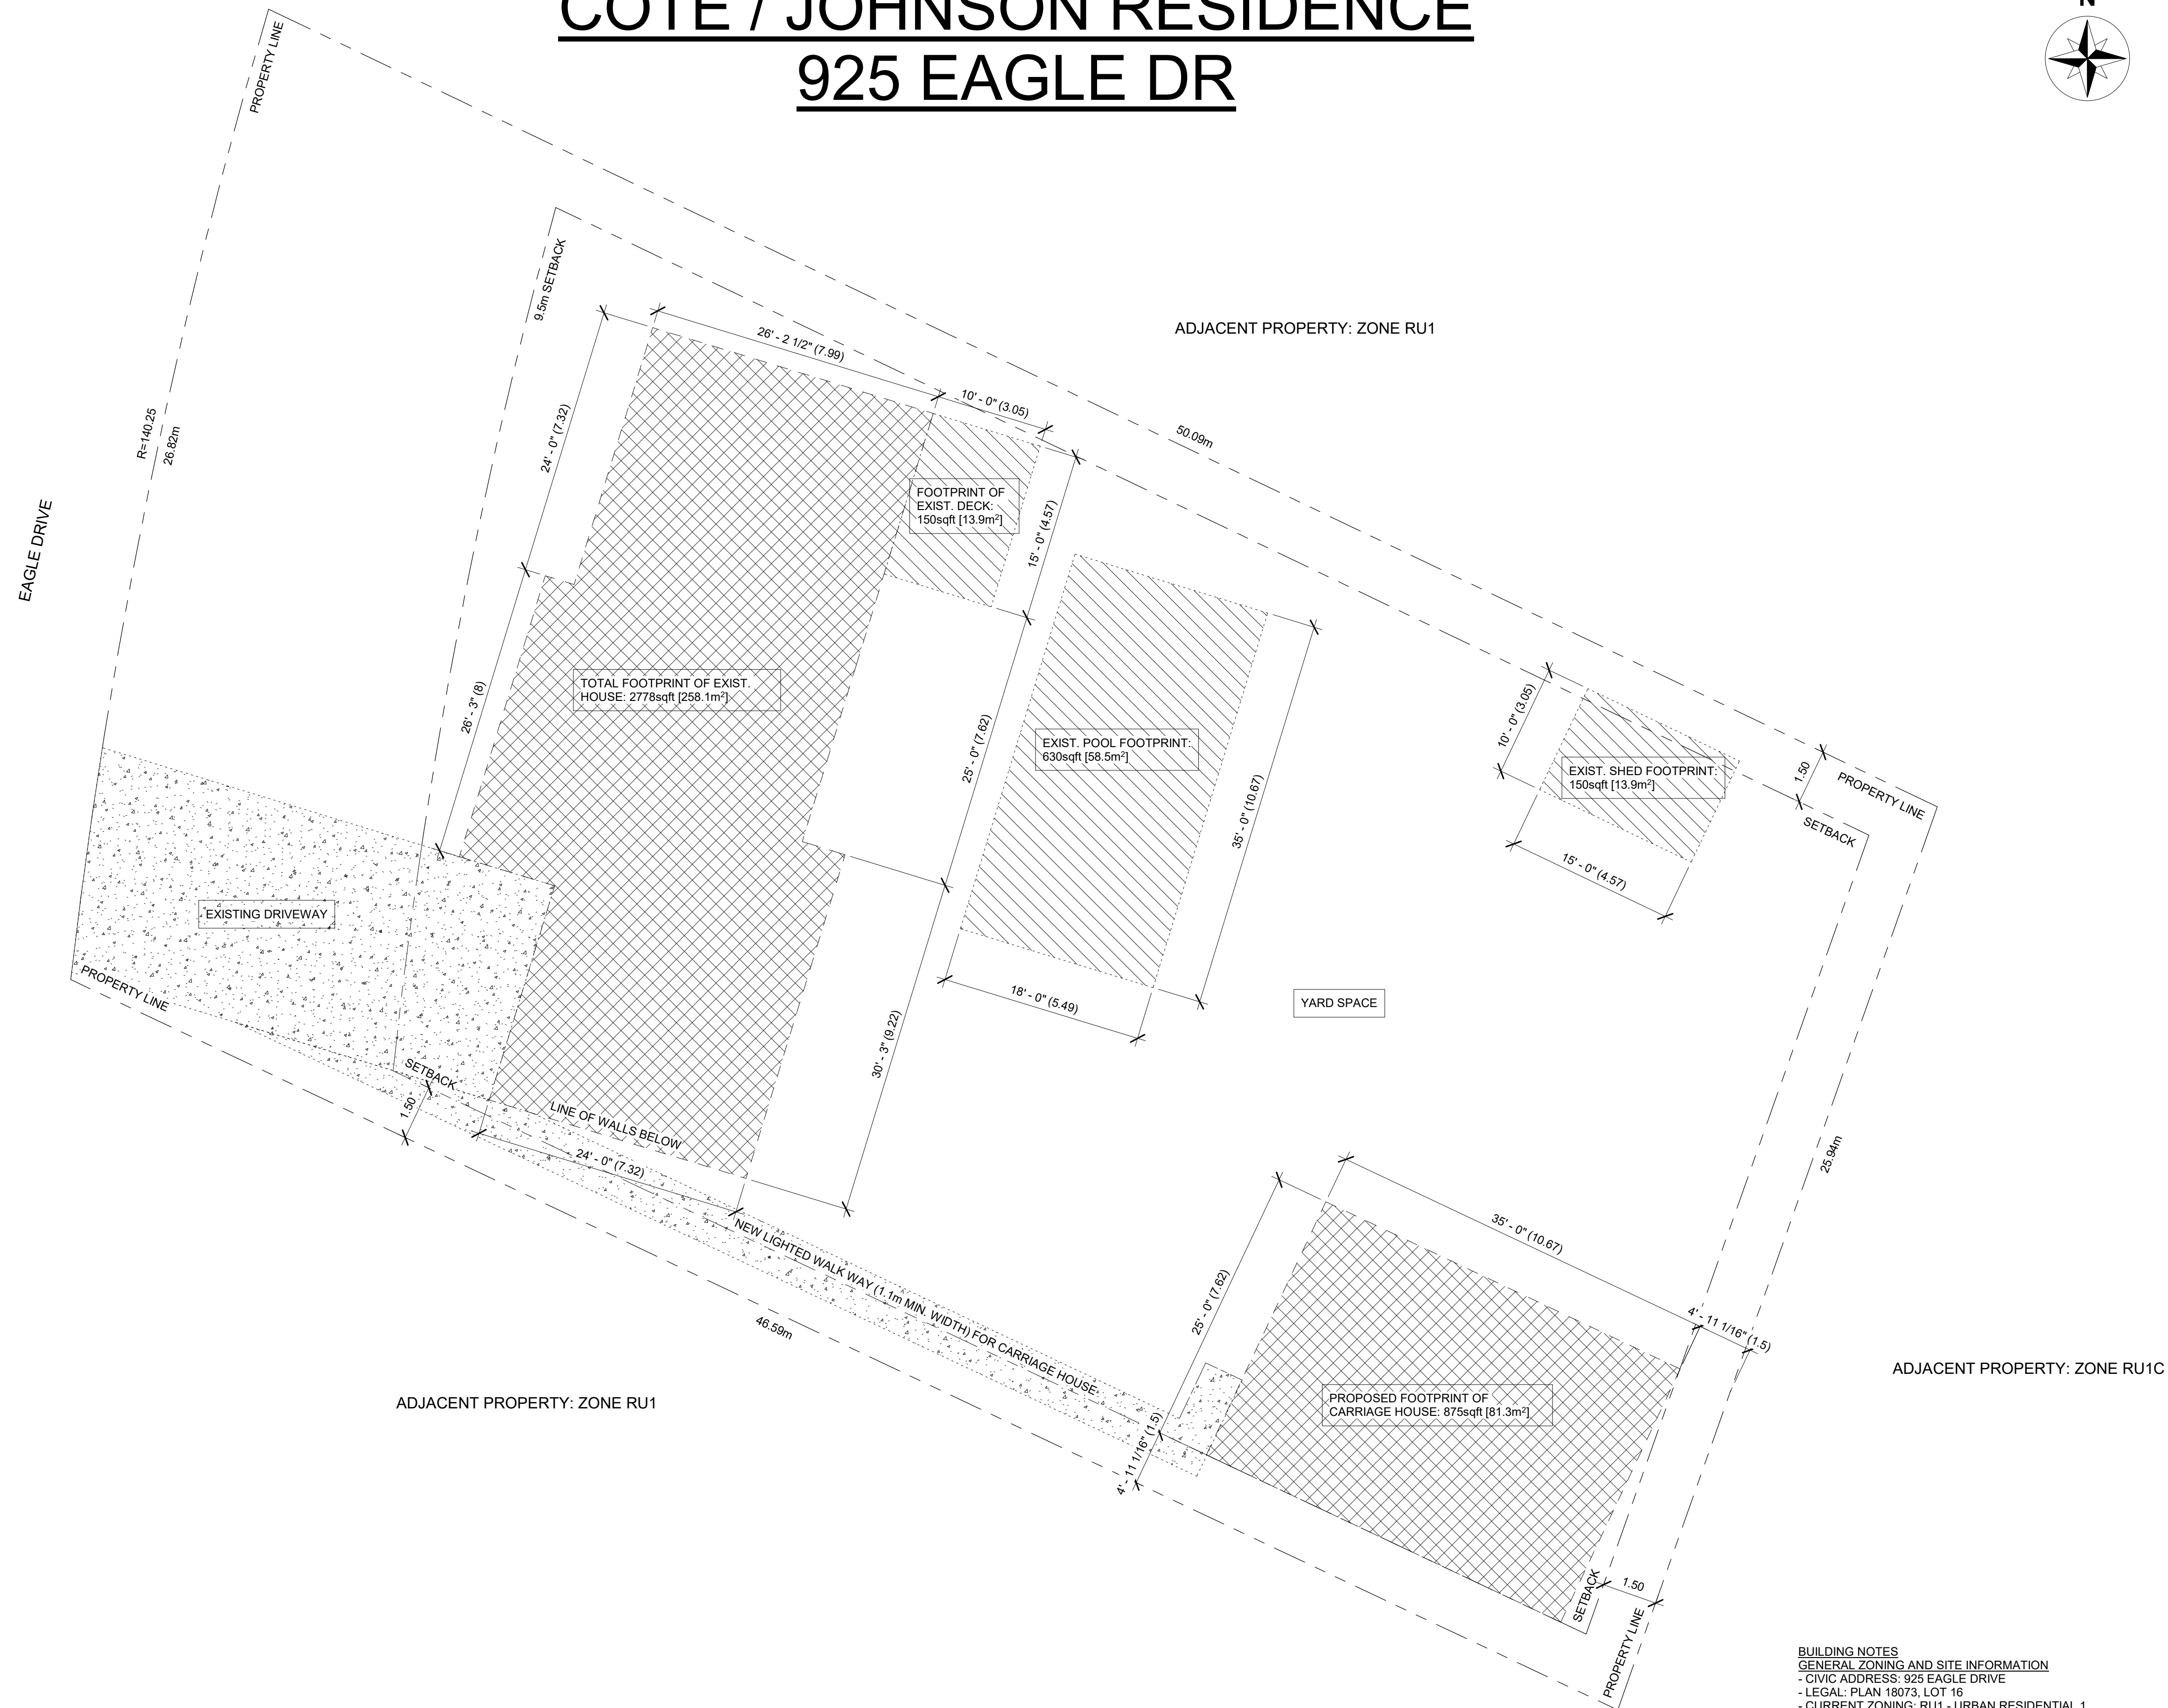 COTE / JOHNSON RESIDENCE
925 EAGLE DR
N
PROPERTY LINE
9.5m SETBACK
ADJACENT PROPERTY: ZONE RU1
26' - 2 1/2" (7.99)
10' - 0" (3.05)
24' - 0" (7.32)
50.09m
R=140.25
26.82m
EAGLE DRIVE
FOOTPRINT OF
EXIST. DECK:
150sqft [13.9m²]
15' - 0" (4.57)
TOTAL FOOTPRINT OF EXIST.
HOUSE: 2778sqft [258.1m²]
26' - 3" (8)
25' - 0" (7.62)
EXIST. POOL FOOTPRINT:
630sqft [58.5m²]
35' - 0" (10.67)
10' - 0" (3.05)
EXIST. SHED FOOTPRINT:
150sqft [13.9m²]
1.50
PROPERTY LINE
SETBACK
15' - 0" (4.57)
EXISTING DRIVEWAY
PROPERTY LINE
18' - 0" (5.49)
YARD SPACE
30' - 3" (9.22)
SETBACK
1.50
LINE OF WALLS BELOW
24' - 0" (7.32)
25.94m
NEW LIGHTED WALK WAY (1.1m MIN. WIDTH) FOR CARRIAGE HOUSE
46.59m
35' - 0" (10.67)
25' - 0" (7.62)
4' - 11 1/16" (1.5)
ADJACENT PROPERTY: ZONE RU1C
ADJACENT PROPERTY: ZONE RU1
PROPOSED FOOTPRINT OF
CARRIAGE HOUSE: 875sqft [81.3m²]
4' - 11 1/16" (1.5)
SETBACK
1.50
PROPERTY LINE
BUILDING NOTES
GENERAL ZONING AND SITE INFORMATION
- CIVIC ADDRESS: 925 EAGLE DRIVE
- LEGAL: PLAN 18073, LOT 16
- CURRENT ZONING: RU1 - URBAN RESIDENTIAL 1